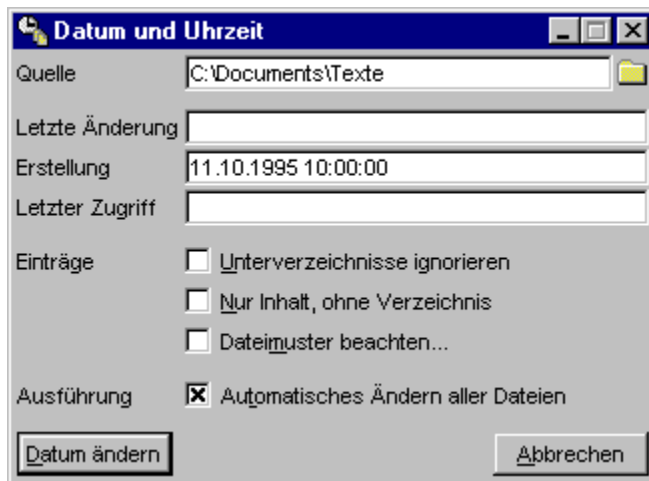 Datum und Uhrzeit
Quelle C:\Documents\Texte
Letzte Änderung
Erstellung 11.10.1995 10:00:00
Letzter Zugriff
Einträge Unterverzeichnisse ignorieren
Nur Inhalt, ohne Verzeichnis
Dateimuster beachten...
Ausführung Automatisches Ändern aller Dateien
Datum ändern Abbrechen